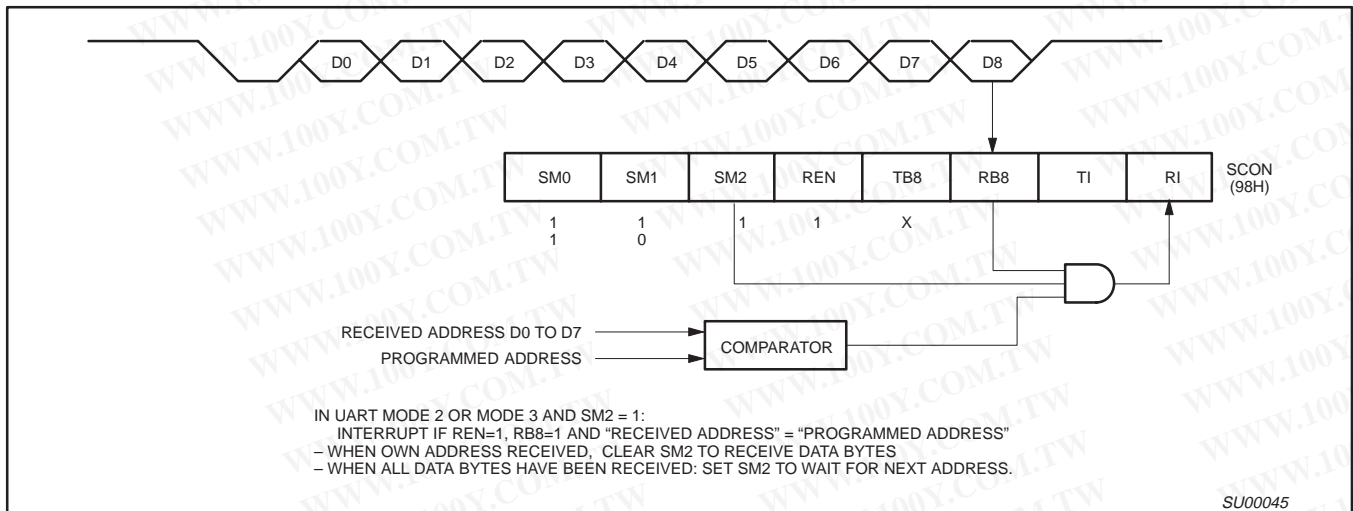 D0 D1 D2 D3 D4 D5 D6 D7 D8
SM0 SM1 SM2 REN TB8 RB8 TI RI
SCON
(98H)
1 1 1 1 X
1 0
RECEIVED ADDRESS D0 TO D7
PROGRAMMED ADDRESS
COMPARATOR
IN UART MODE 2 OR MODE 3 AND SM2 = 1:
INTERRUPT IF REN=1, RB8=1 AND “RECEIVED ADDRESS” = “PROGRAMMED ADDRESS”
– WHEN OWN ADDRESS RECEIVED, CLEAR SM2 TO RECEIVE DATA BYTES
– WHEN ALL DATA BYTES HAVE BEEN RECEIVED: SET SM2 TO WAIT FOR NEXT ADDRESS.
SU00045
WWW.100Y.COM.TW